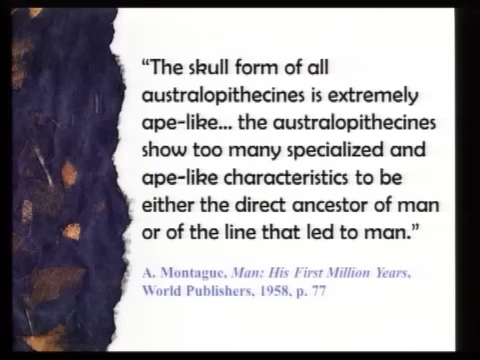 “The skull form of all
australopithecines is extremely
ape-like... the australopithecines
show too many specialized and
ape-like characteristics to be
either the direct ancestor of man
or of the line that led to man.”
A. Montague, Man: His First Million Years,
World Publishers, 1958, p. 77